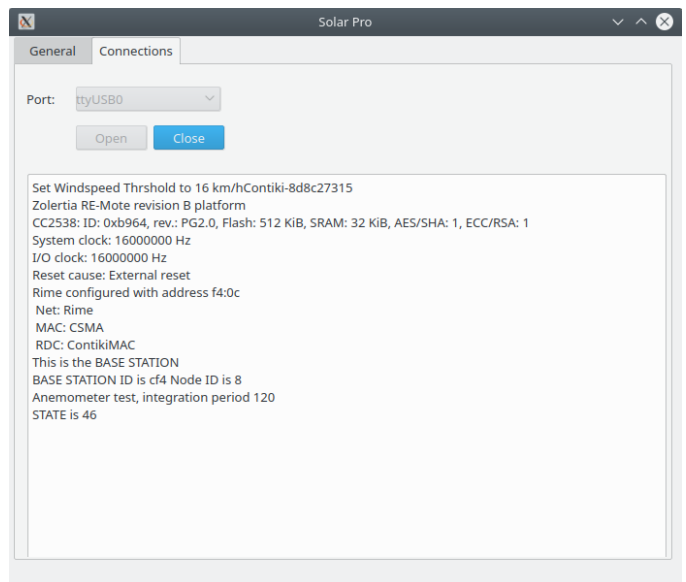 Solar Pro
General Connections
Port: ttyUSB0
Open Close
Set Windspeed Thrshold to 16 km/hContiki-8d8c27315
Zolertia RE-Mote revision B platform
CC2538: ID: 0xb964, rev.: PG2.0, Flash: 512 KiB, SRAM: 32 KiB, AES/SHA: 1, ECC/RSA: 1
System clock: 16000000 Hz
I/O clock: 16000000 Hz
Reset cause: External reset
Rime configured with address f4:0c
Net: Rime
MAC: CSMA
RDC: ContikiMAC
This is the BASE STATION
BASE STATION ID is cf4 Node ID is 8
Anemometer test, integration period 120
STATE is 46